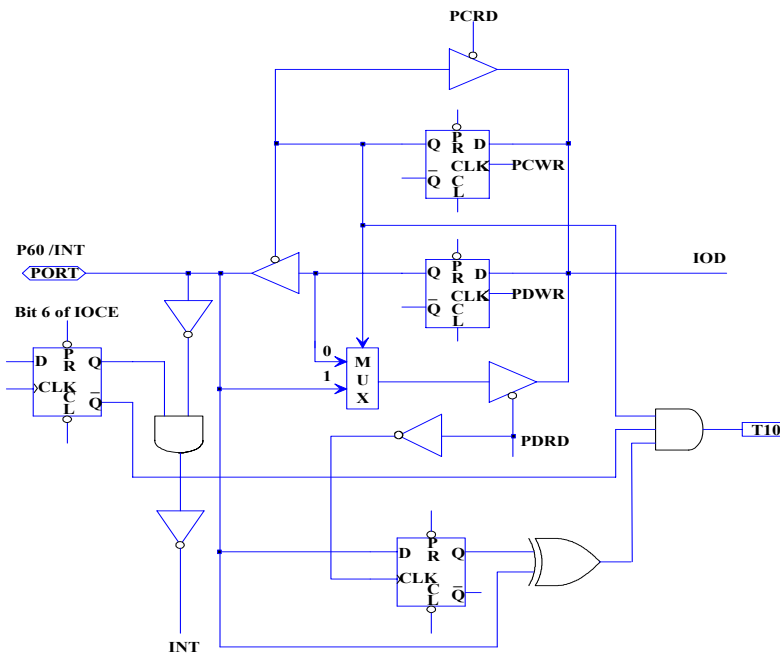 PCRD
Q P R D
CLK PCWR
Q C L
P60 /INT
PORT
IOD
Q P R D
CLK PDWR
Q C L
Bit 6 of IOCE
D P R Q
CLK C L Q
0
1
M U X
PDRD
T10
D P R Q
CLK C L Q
INT